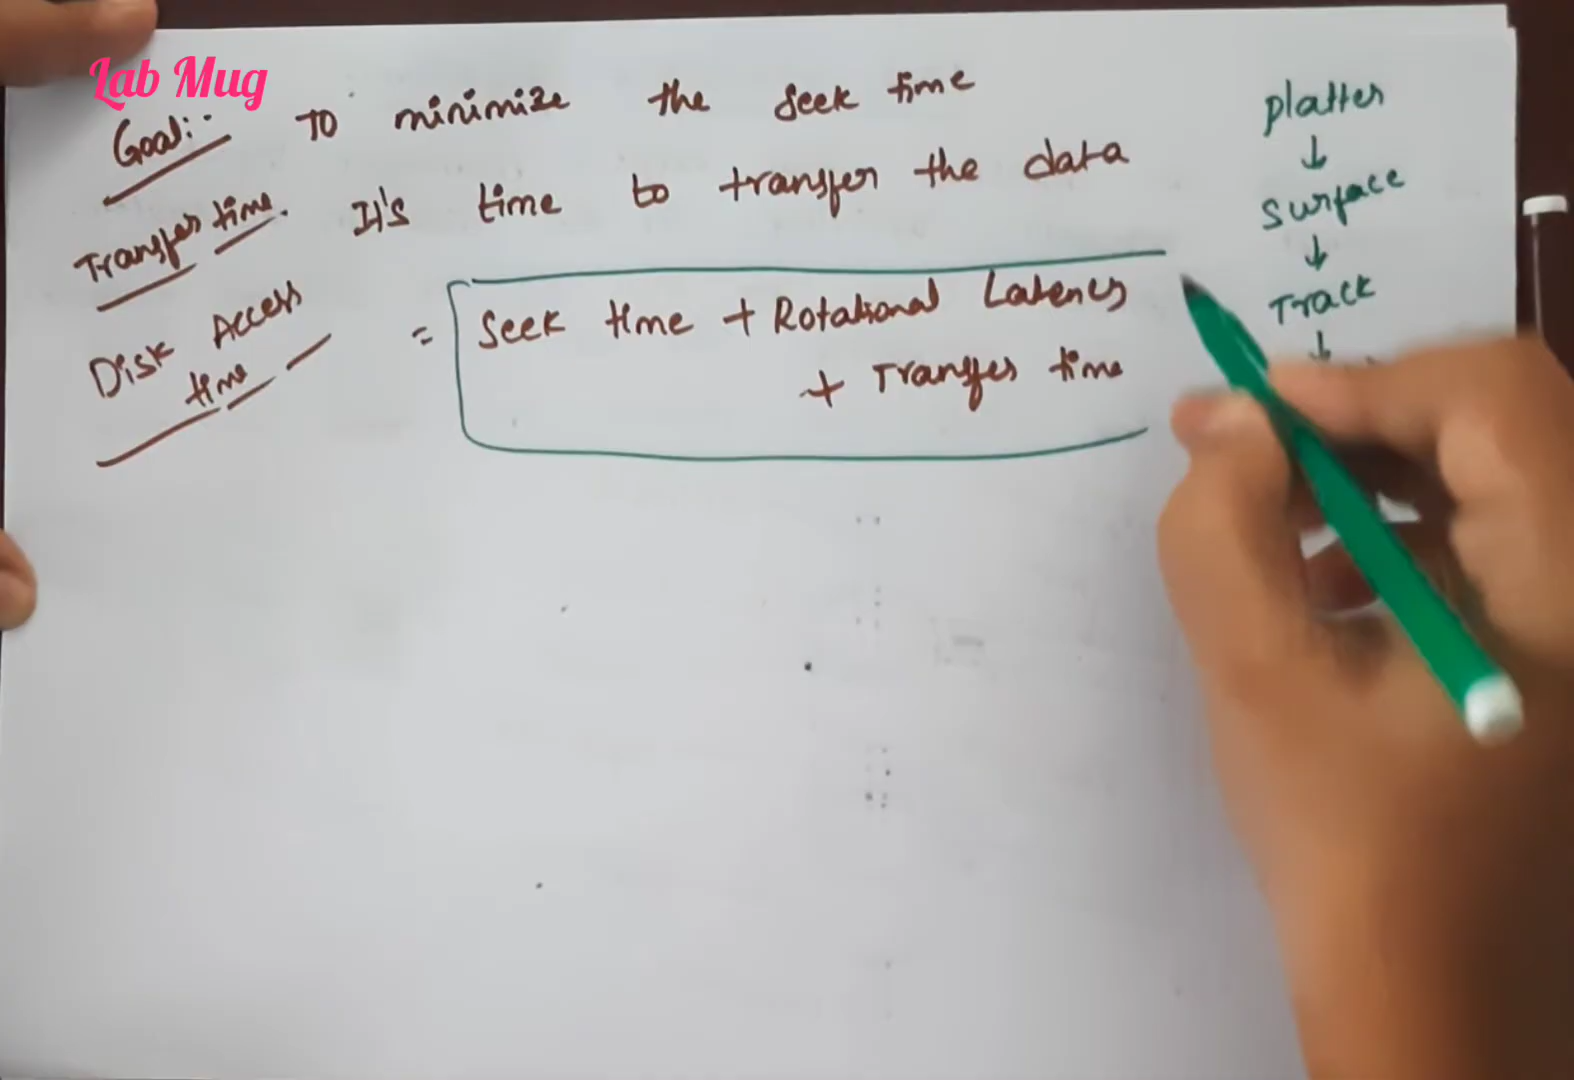 Lab Mug
Goal:- To minimize the seek time
Transfer time. It's time to transfer the data
Disk Access time = Seek time + Rotational Latency
+ Transfer time
platter
↓
surface
↓
Track
↓